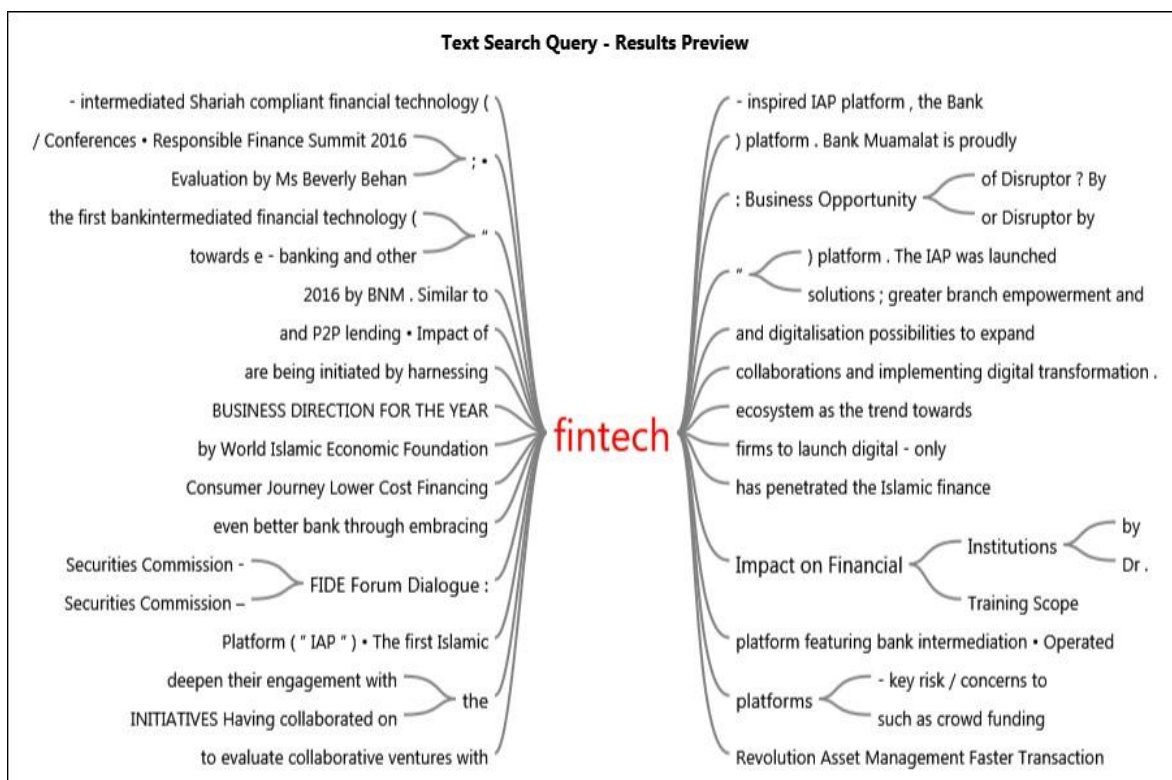 Text Search Query - Results Preview
- intermediated Shariah compliant financial technology (
/ Conferences • Responsible Finance Summit 2016
Evaluation by Ms Beverly Behan
; •
the first bankintermediated financial technology (
towards e - banking and other
"
2016 by BNM . Similar to
and P2P lending • Impact of
are being initiated by harnessing
BUSINESS DIRECTION FOR THE YEAR
by World Islamic Economic Foundation
Consumer Journey Lower Cost Financing
even better bank through embracing
Securities Commission -
Securities Commission –
FIDE Forum Dialogue :
Platform ( " IAP " ) • The first Islamic
deepen their engagement with
INITIATIVES Having collaborated on
the
to evaluate collaborative ventures with
fintech
- inspired IAP platform , the Bank
) platform . Bank Muamalat is proudly
: Business Opportunity
of Disruptor ? By
or Disruptor by
"
) platform . The IAP was launched
solutions ; greater branch empowerment and
and digitalisation possibilities to expand
collaborations and implementing digital transformation .
ecosystem as the trend towards
firms to launch digital - only
has penetrated the Islamic finance
Impact on Financial
Institutions
by
Dr .
Training Scope
platform featuring bank intermediation • Operated
platforms
- key risk / concerns to
such as crowd funding
Revolution Asset Management Faster Transaction